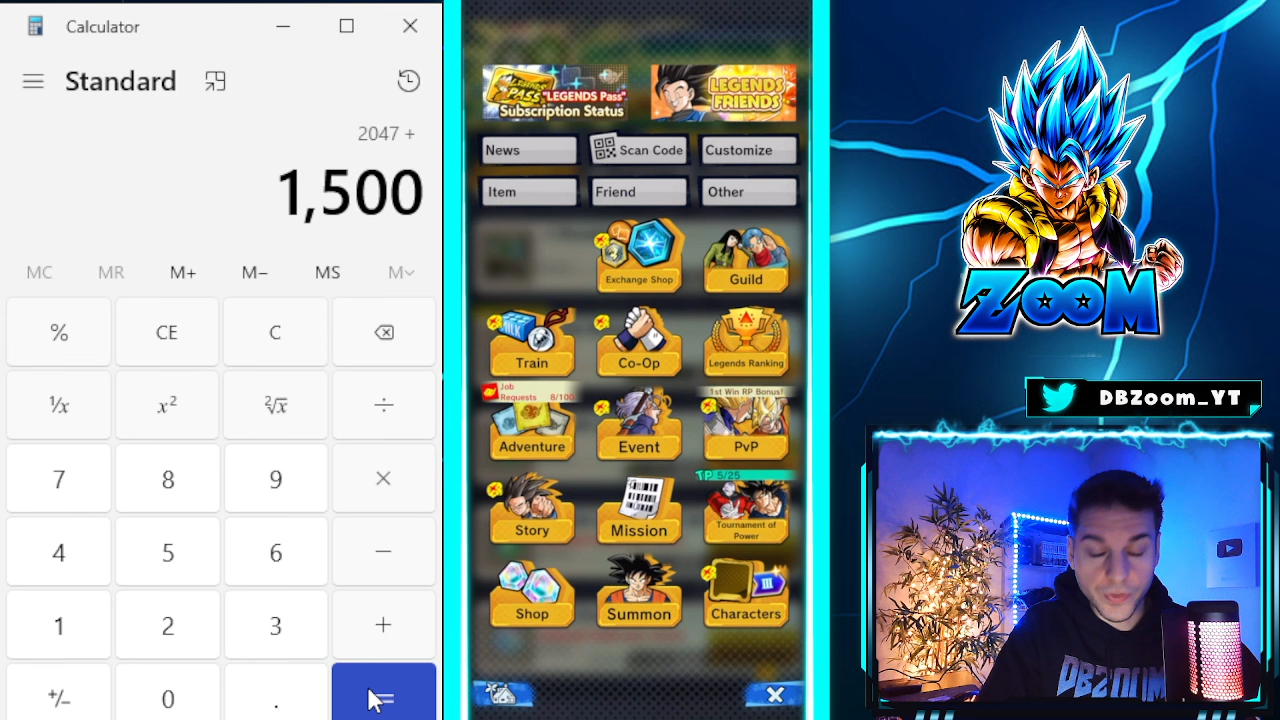 Calculator
Standard
2047 +
1,500
MC MR M+ M− MS M
% CE C
1/x x² ²√x ÷
7 8 9 ×
4 5 6 −
1 2 3 +
+/− 0 . =
LEGENDS PASS
"LEGENDS Pass"
Subscription Status
LEGENDS
FRIENDS
News
Scan Code
Customize
Item
Friend
Other
Exchange Shop
Guild
Train
Co-Op
Legends Ranking
Job
Requests 8/100
1st Win RP Bonus!
Adventure
Event
PvP
TP 5/25
Story
Mission
Tournament of
Power
III
Shop
Summon
Characters
ZOOM
DBZoom_YT
DBZOOM